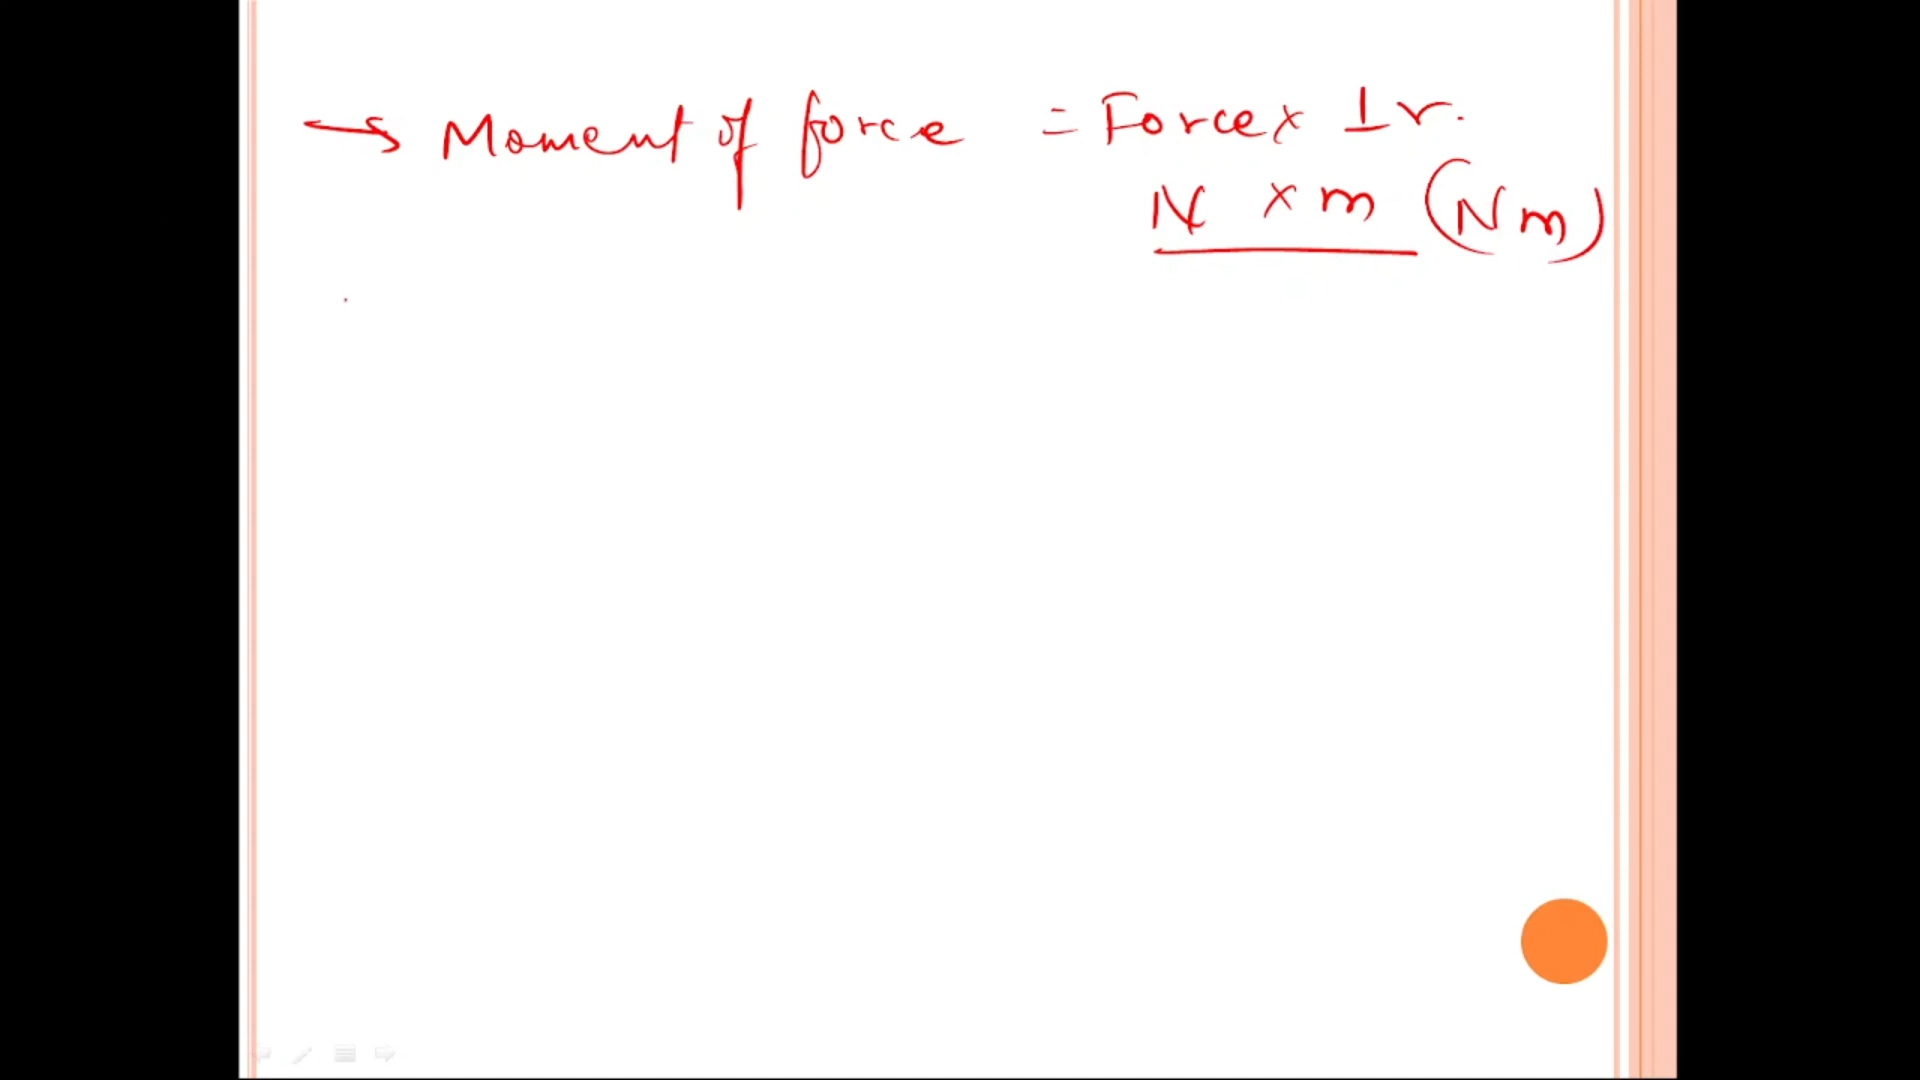 → Moment of force = Force x ⊥ r.
N x m (Nm)